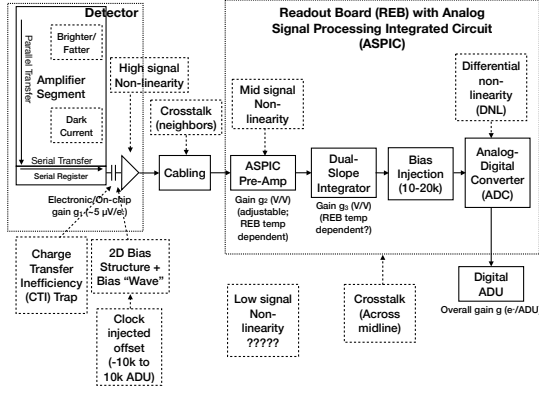 Detector
Brighter/
Fatter
Parallel Transfer
Amplifier
Segment
Dark
Current
Serial Transfer
Serial Register
Electronic/On-chip
gain g₁ (~5 μV/e-)
High signal
Non-linearity
Crosstalk
(neighbors)
Cabling
Charge
Transfer
Inefficiency
(CTI) Trap
2D Bias
Structure +
Bias “Wave”
Clock
injected
offset
(-10k to
10k ADU)
Readout Board (REB) with Analog
Signal Processing Integrated Circuit
(ASPIC)
Mid signal
Non-
linearity
ASPIC
Pre-Amp
Gain g₂ (V/V)
(adjustable;
REB temp
dependent)
Dual-
Slope
Integrator
Gain g₃ (V/V)
(REB temp
dependent?)
Bias
Injection
(10-20k)
Differential
non-
linearity
(DNL)
Analog-
Digital
Converter
(ADC)
Low signal
Non-
linearity
?????
Crosstalk
(Across
midline)
Digital
ADU
Overall gain g (e-/ADU)